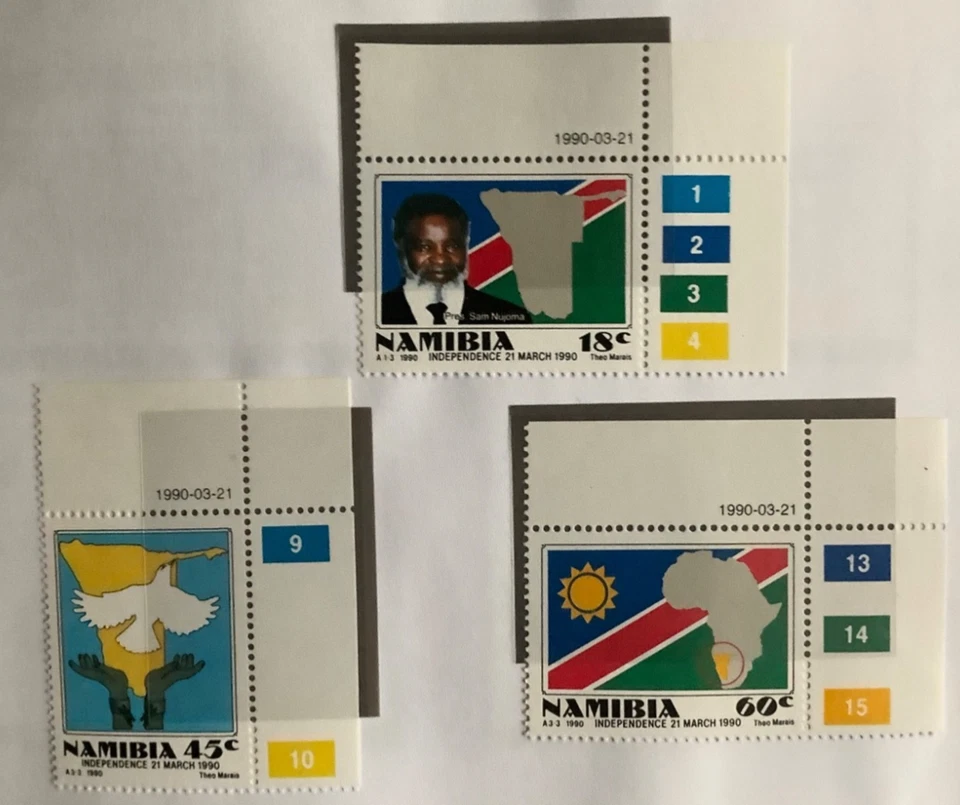 1990-03-21
Pres. Sam Nujoma
NAMIBIA 18c
A 1·3 1990 INDEPENDENCE 21 MARCH 1990 Theo Marais
1
2
3
4
1990-03-21
NAMIBIA 45c
INDEPENDENCE 21 MARCH 1990
A 3·3 1990 Theo Marais
9
10
1990-03-21
NAMIBIA 60c
A 3·3 1990 INDEPENDENCE 21 MARCH 1990 Theo Marais
13
14
15